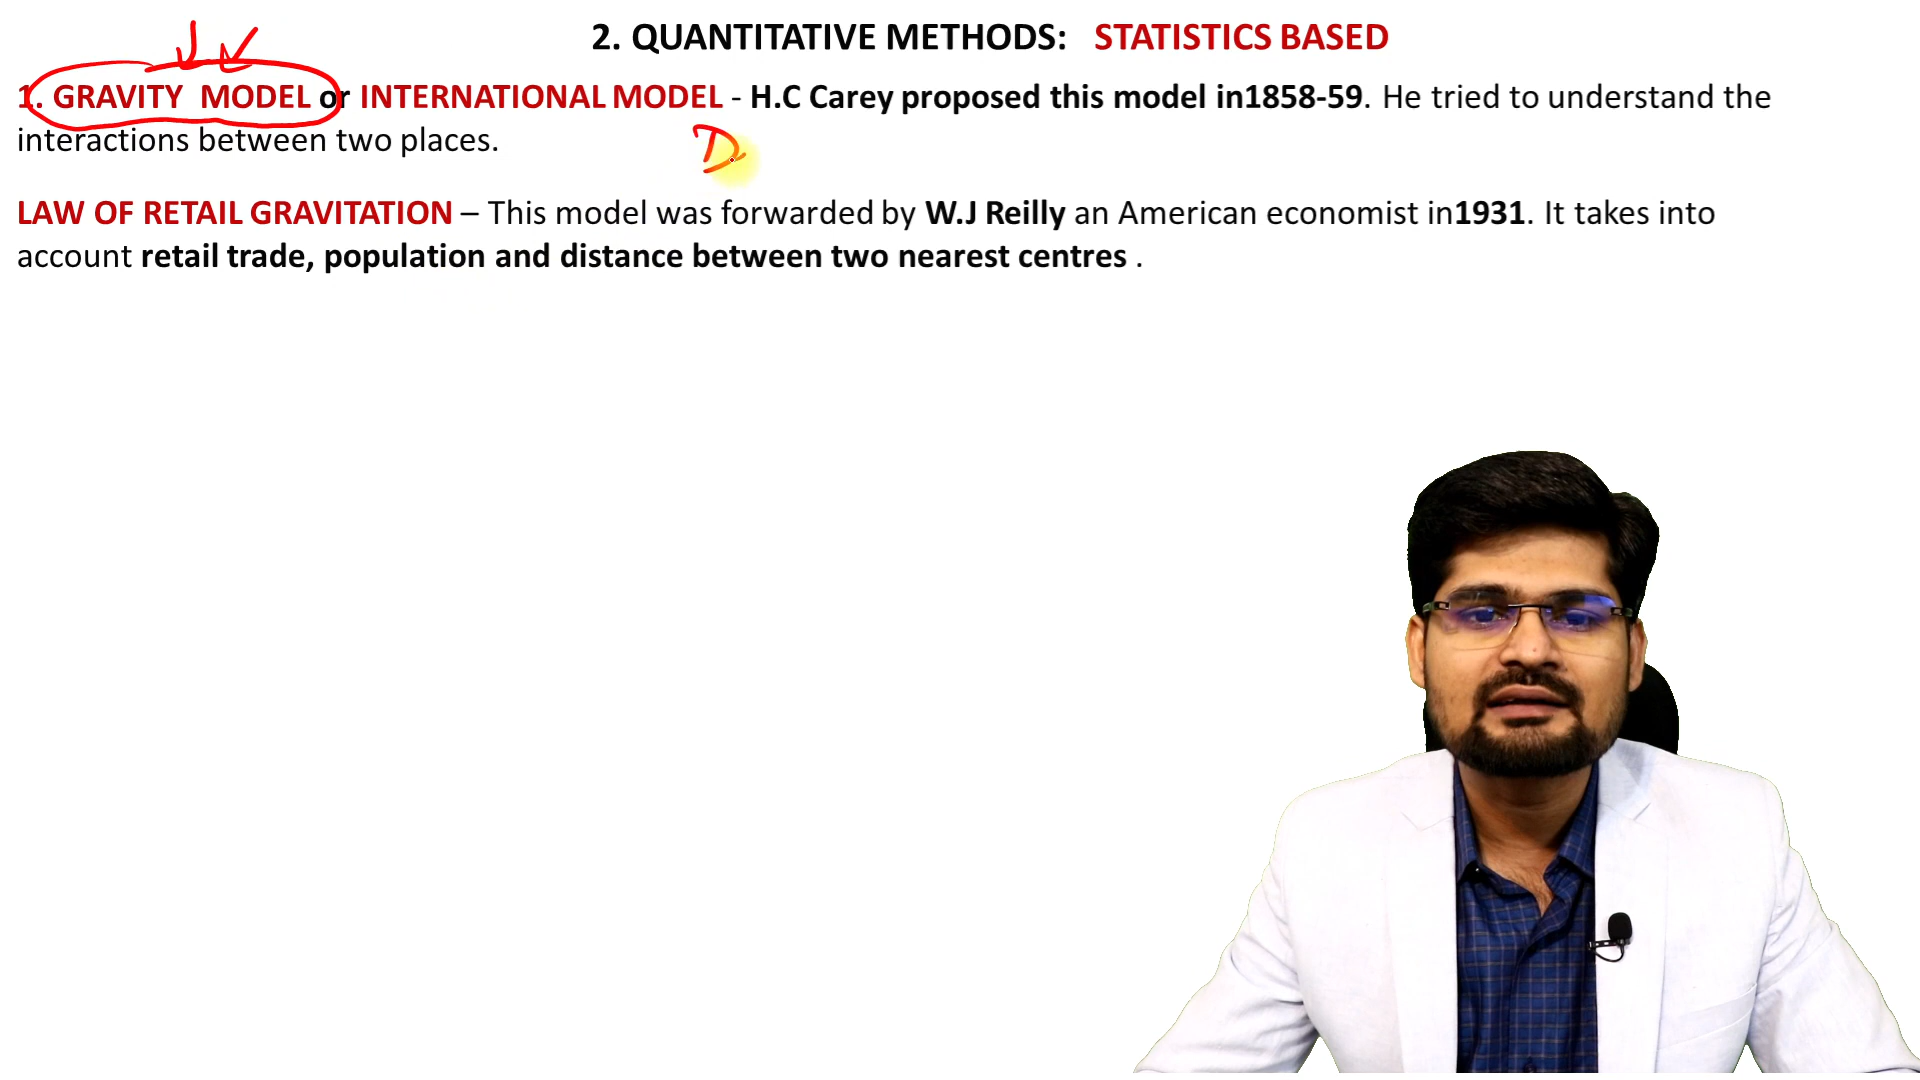 2. QUANTITATIVE METHODS: STATISTICS BASED
1. GRAVITY MODEL or INTERNATIONAL MODEL - H.C Carey proposed this model in1858-59. He tried to understand the
interactions between two places.
D
LAW OF RETAIL GRAVITATION – This model was forwarded by W.J Reilly an American economist in1931. It takes into
account retail trade, population and distance between two nearest centres .